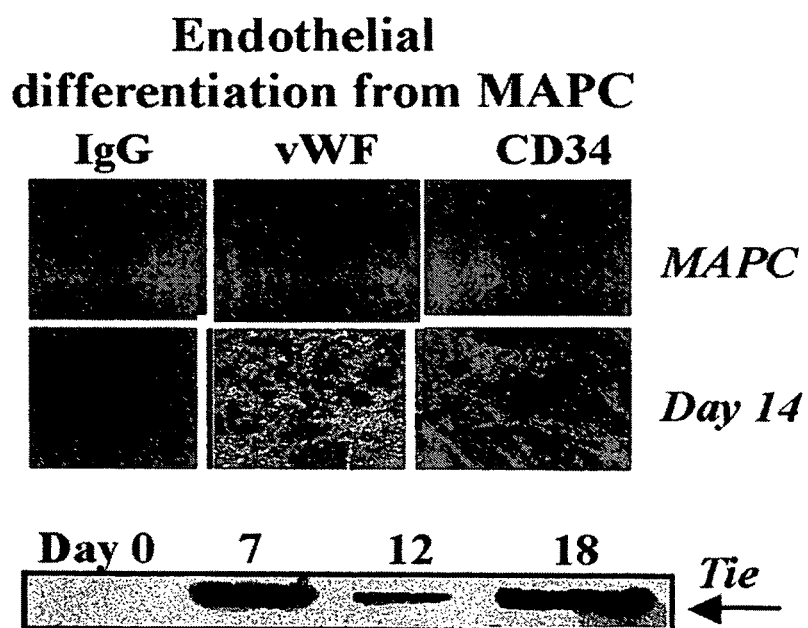 Endothelial
differentiation from MAPC
IgG vWF CD34
MAPC
Day 14
Day 0 7 12 18
Tie